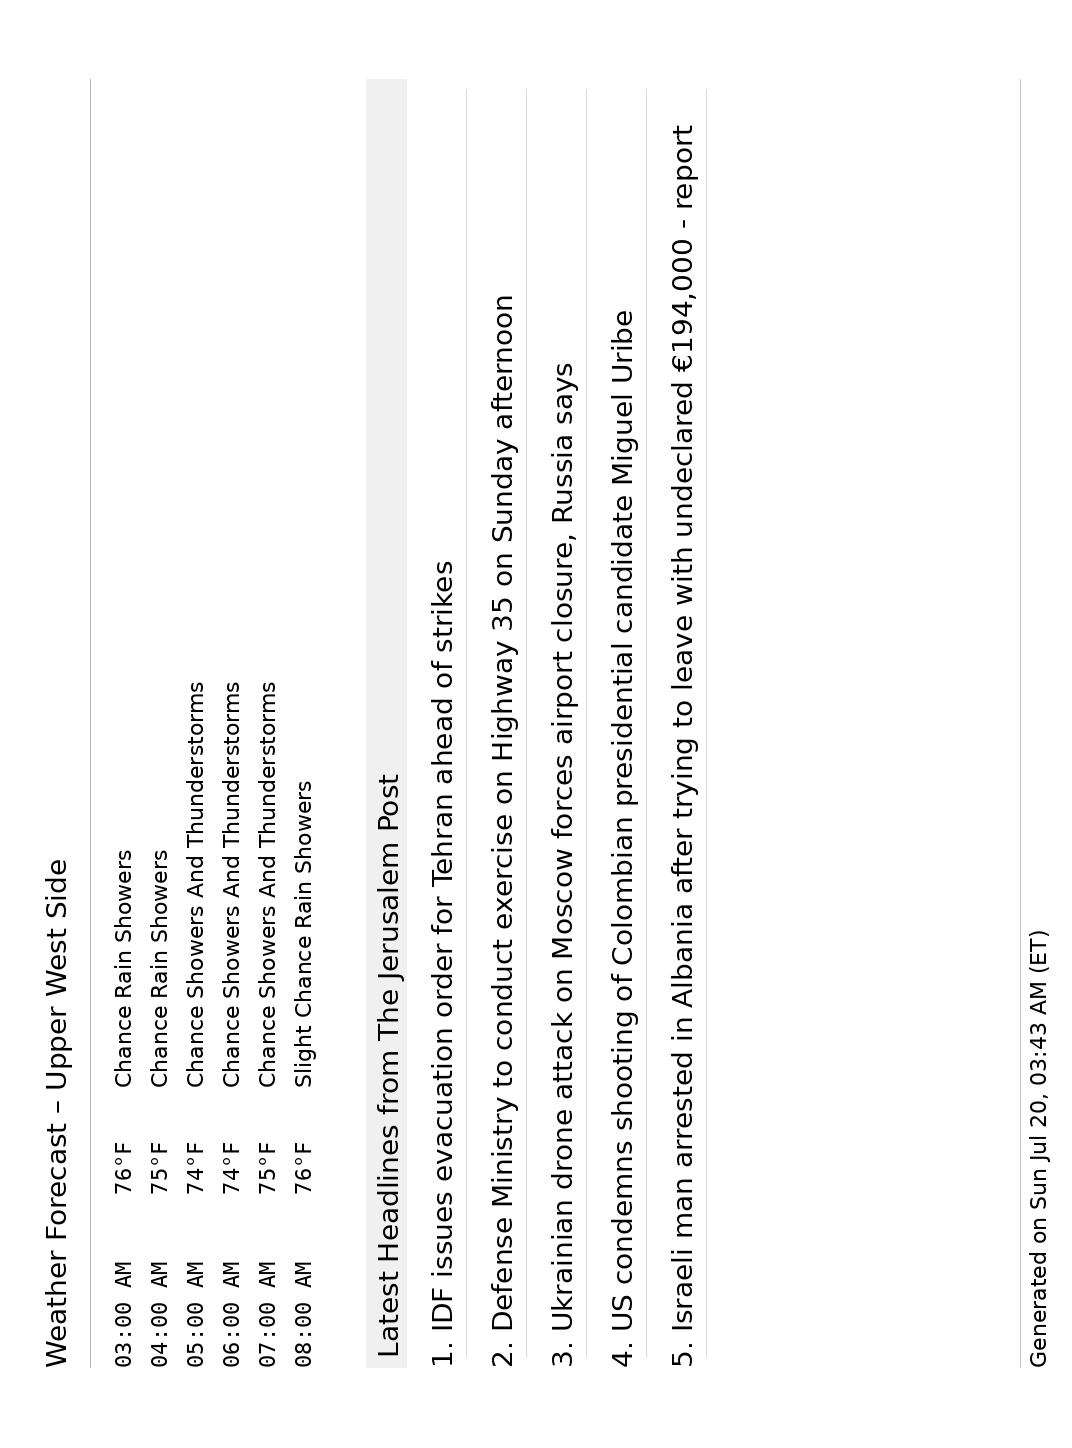 Weather Forecast – Upper West Side
03:00 AM 76°F Chance Rain Showers
04:00 AM 75°F Chance Rain Showers
05:00 AM 74°F Chance Showers And Thunderstorms
06:00 AM 74°F Chance Showers And Thunderstorms
07:00 AM 75°F Chance Showers And Thunderstorms
08:00 AM 76°F Slight Chance Rain Showers
Latest Headlines from The Jerusalem Post
1. IDF issues evacuation order for Tehran ahead of strikes
2. Defense Ministry to conduct exercise on Highway 35 on Sunday afternoon
3. Ukrainian drone attack on Moscow forces airport closure, Russia says
4. US condemns shooting of Colombian presidential candidate Miguel Uribe
5. Israeli man arrested in Albania after trying to leave with undeclared €194,000 - report
Generated on Sun Jul 20, 03:43 AM (ET)